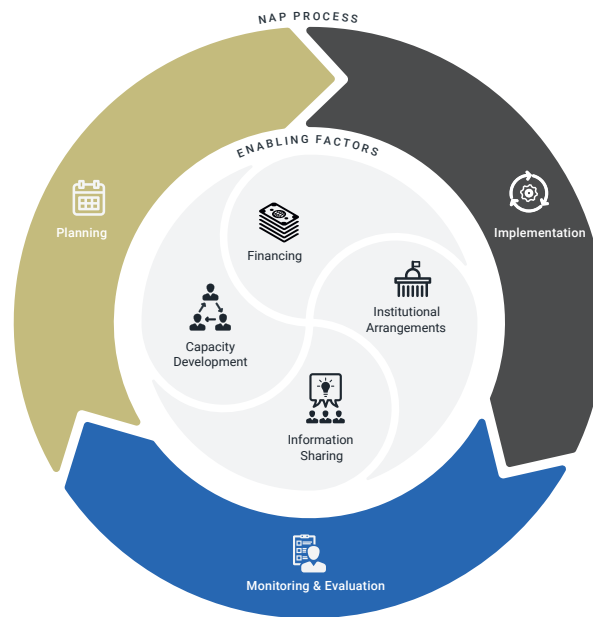 NAP PROCESS
ENABLING FACTORS
Planning
Implementation
Financing
Institutional
Arrangements
Capacity
Development
Information
Sharing
Monitoring & Evaluation